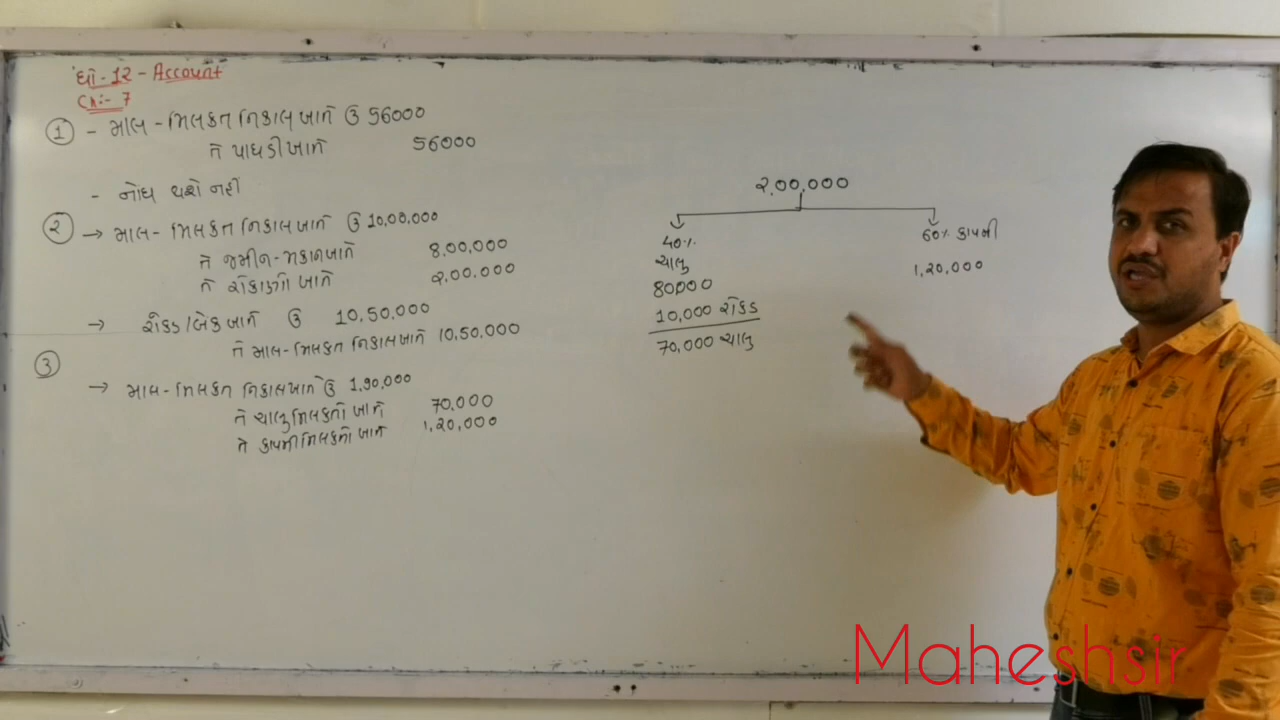 ધો - 12 - Account
Ch:- 7
① - માલ - મિલકત નિકાલ ખાતે ઉ 56000
તે પાઘડી ખાતે 56000
- નોંધ થશે નહીં
② → માલ - મિલકત નિકાલ ખાતે ઉ 10,00,000
તે જમીન - મકાન ખાતે 8,00,000
તે રોકાણો ખાતે 2,00,000
→ રોકડ / બેંક ખાતે ઉ 10,50,000
તે માલ - મિલકત નિકાલ ખાતે 10,50,000
③
→ માલ - મિલકત નિકાલ ખાતે ઉ 1,90,000
તે ચાલુ મિલકતો ખાતે 70,000
તે કાયમી મિલકતો ખાતે 1,20,000
2,00,000
40%
ચાલુ
80,000
10,000 રોકડ
70,000 ચાલુ
60% કાયમી
1,20,000
Maheshsir